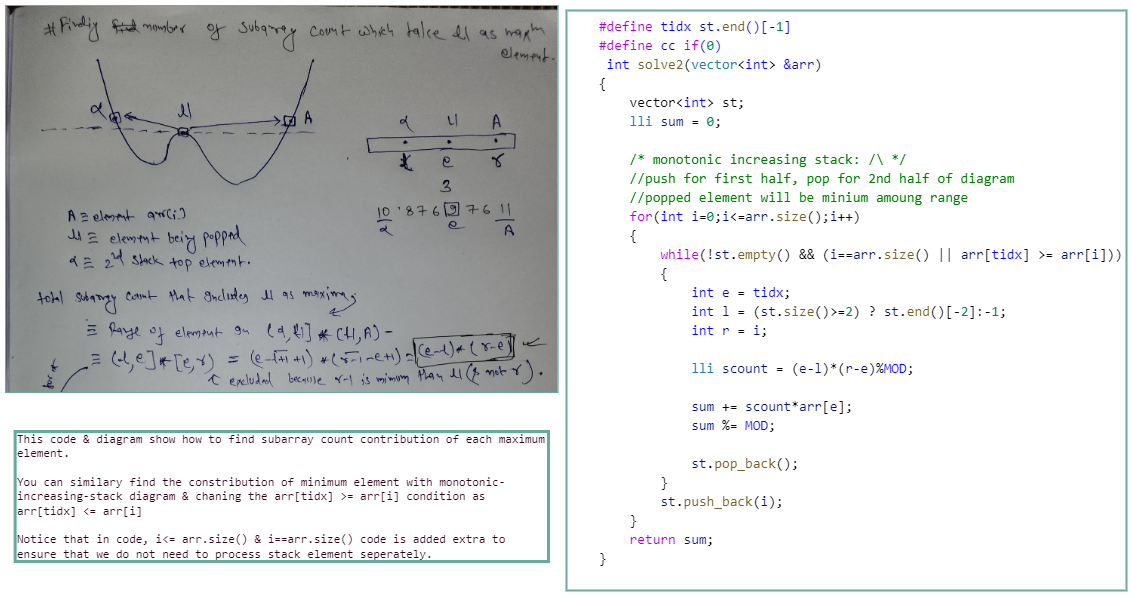 # Finding number of subarray count which take M as maxm
element.
α
M
A
α M A
l e r
3
10 8 7 6 9 7 6 11
α e A
A ≡ element arr[i]
M ≡ element being popped
α ≡ 2nd stack top element.
total subarray count that includes M as maxima
≡ Range of element in (α, M] * (M, A) -
≡ (l, e] * [e, r) = (e-l+1+1) * (r-1-e+1) = (e-l) * (r-e)
excluded because r-1 is minimum than M (& not r).
This code & diagram show how to find subarray count contribution of each maximum
element.
You can similary find the constribution of minimum element with monotonic-
increasing-stack diagram & chaning the arr[tidx] >= arr[i] condition as
arr[tidx] <= arr[i]
Notice that in code, i<= arr.size() & i==arr.size() code is added extra to
ensure that we do not need to process stack element seperately.
#define tidx st.end()[-1]
#define cc if(0)
int solve2(vector<int> &arr)
{
vector<int> st;
lli sum = 0;
/* monotonic increasing stack: /\ */
//push for first half, pop for 2nd half of diagram
//popped element will be minium amoung range
for(int i=0;i<=arr.size();i++)
{
while(!st.empty() && (i==arr.size() || arr[tidx] >= arr[i]))
{
int e = tidx;
int l = (st.size()>=2) ? st.end()[-2]:-1;
int r = i;
lli scount = (e-l)*(r-e)%MOD;
sum += scount*arr[e];
sum %= MOD;
st.pop_back();
}
st.push_back(i);
}
return sum;
}